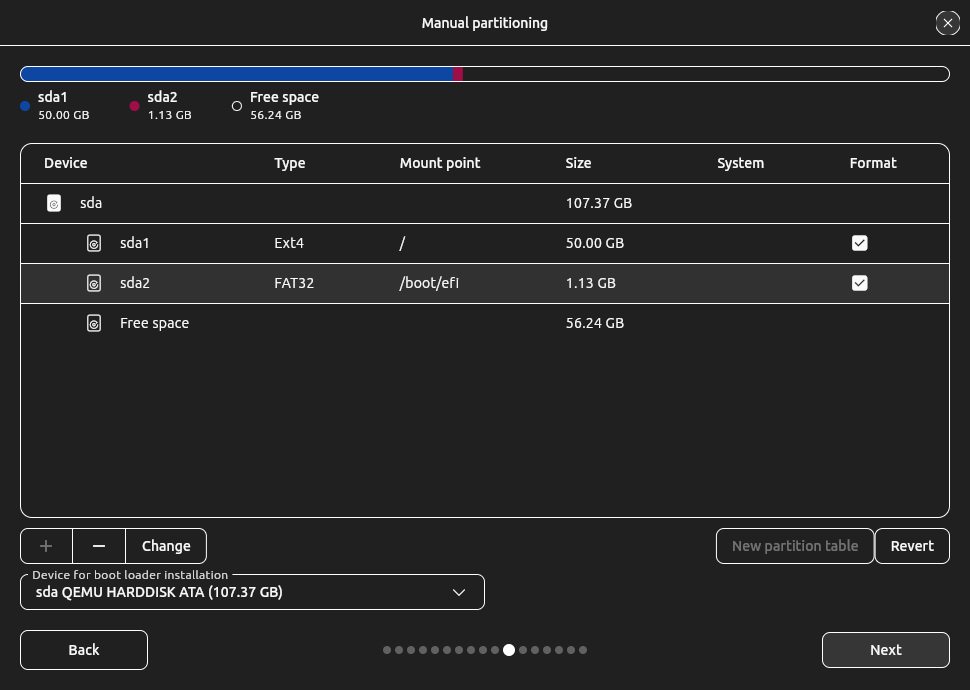 Manual partitioning
sda1
50.00 GB
sda2
1.13 GB
Free space
56.24 GB
Device Type Mount point Size System Format
sda 107.37 GB
sda1 Ext4 / 50.00 GB
sda2 FAT32 /boot/efi 1.13 GB
Free space 56.24 GB
+ − Change New partition table Revert
Device for boot loader installation
sda QEMU HARDDISK ATA (107.37 GB)
Back Next